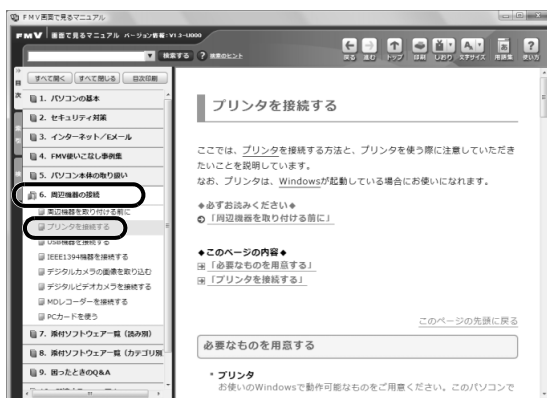 FMV画面で見るマニュアル
FMV 画面で見るマニュアル バージョン情報:V1.3-U000
検索する ? 検索のヒント
戻る 進む トップ 印刷 しおり 文字サイズ 用語集 使い方
すべて開く すべて閉じる 目次印刷
目次
1. パソコンの基本
2. セキュリティ対策
3. インターネット/Eメール
4. FMV使いこなし事例集
5. パソコン本体の取り扱い
6. 周辺機器の接続
周辺機器を取り付ける前に
プリンタを接続する
USB機器を接続する
IEEE1394機器を接続する
デジタルカメラの画像を取り込む
デジタルビデオカメラを接続する
MDレコーダーを接続する
PCカードを使う
7. 添付ソフトウェア一覧(読み別)
8. 添付ソフトウェア一覧(カテゴリ別
9. 困ったときのQ&A
プリンタを接続する
ここでは、プリンタを接続する方法と、プリンタを使う際に注意していただき
たいことを説明しています。
なお、プリンタは、Windowsが起動している場合にお使いになれます。
◆必ずお読みください◆
「周辺機器を取り付ける前に」
◆このページの内容◆
「必要なものを用意する」
「プリンタを接続する」
このページの先頭に戻る
必要なものを用意する
プリンタ
お使いのWindowsで動作可能なものをご用意ください。このパソコンで